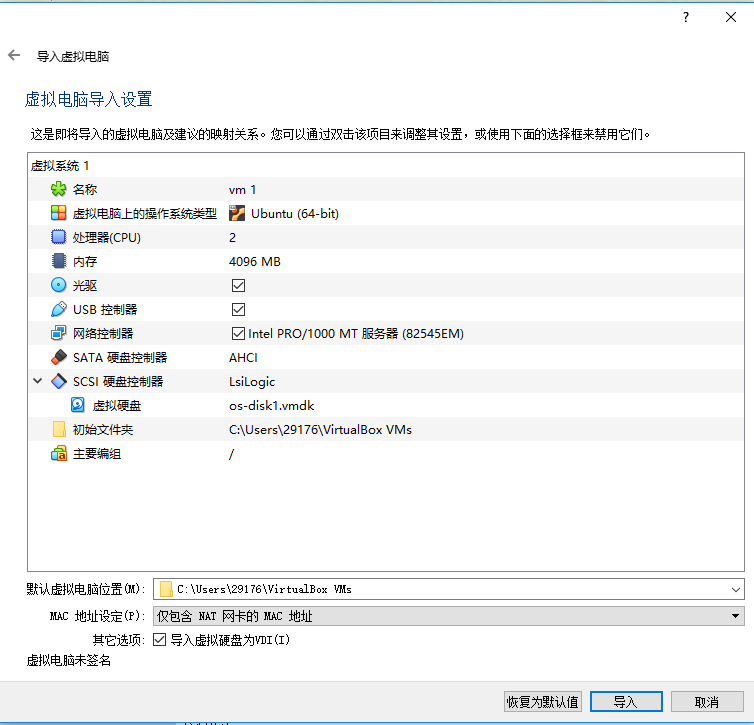 ?
导入虚拟电脑
虚拟电脑导入设置
这是即将导入的虚拟电脑及建议的映射关系。您可以通过双击该项目来调整其设置，或使用下面的选择框来禁用它们。
虚拟系统 1
名称 vm 1
虚拟电脑上的操作系统类型 Ubuntu (64-bit)
处理器(CPU) 2
内存 4096 MB
光驱
USB 控制器
网络控制器 Intel PRO/1000 MT 服务器 (82545EM)
SATA 硬盘控制器 AHCI
SCSI 硬盘控制器 LsiLogic
虚拟硬盘 os-disk1.vmdk
初始文件夹 C:\Users\29176\VirtualBox VMs
主要编组 /
默认虚拟电脑位置(M): C:\Users\29176\VirtualBox VMs
MAC 地址设定(P): 仅包含 NAT 网卡的 MAC 地址
其它选项: 导入虚拟硬盘为VDI(I)
虚拟电脑未签名
恢复为默认值 导入 取消